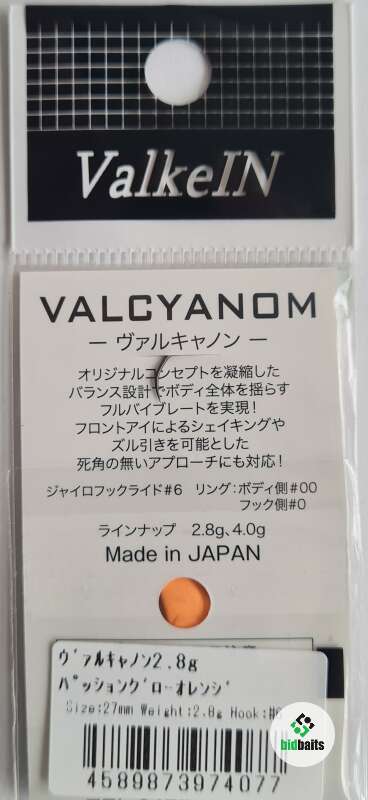 ValkeIN
VALCYANOM
— ヴァルキャノン —
オリジナルコンセプトを凝縮した
バランス設計でボディ全体を揺らす
フルバイブレートを実現!
フロントアイによるシェイキングや
ズル引きを可能とした
死角の無いアプローチにも対応!
ジャイロフックライド#6 リング:ボディ側#00
フック側#0
ラインナップ 2.8g、4.0g
Made in JAPAN
ヴァルキャノン2.8g
パッショングローオレンジ
Size:27mm Weight:2.8g Hook:#6
bidbaits
4589873974077